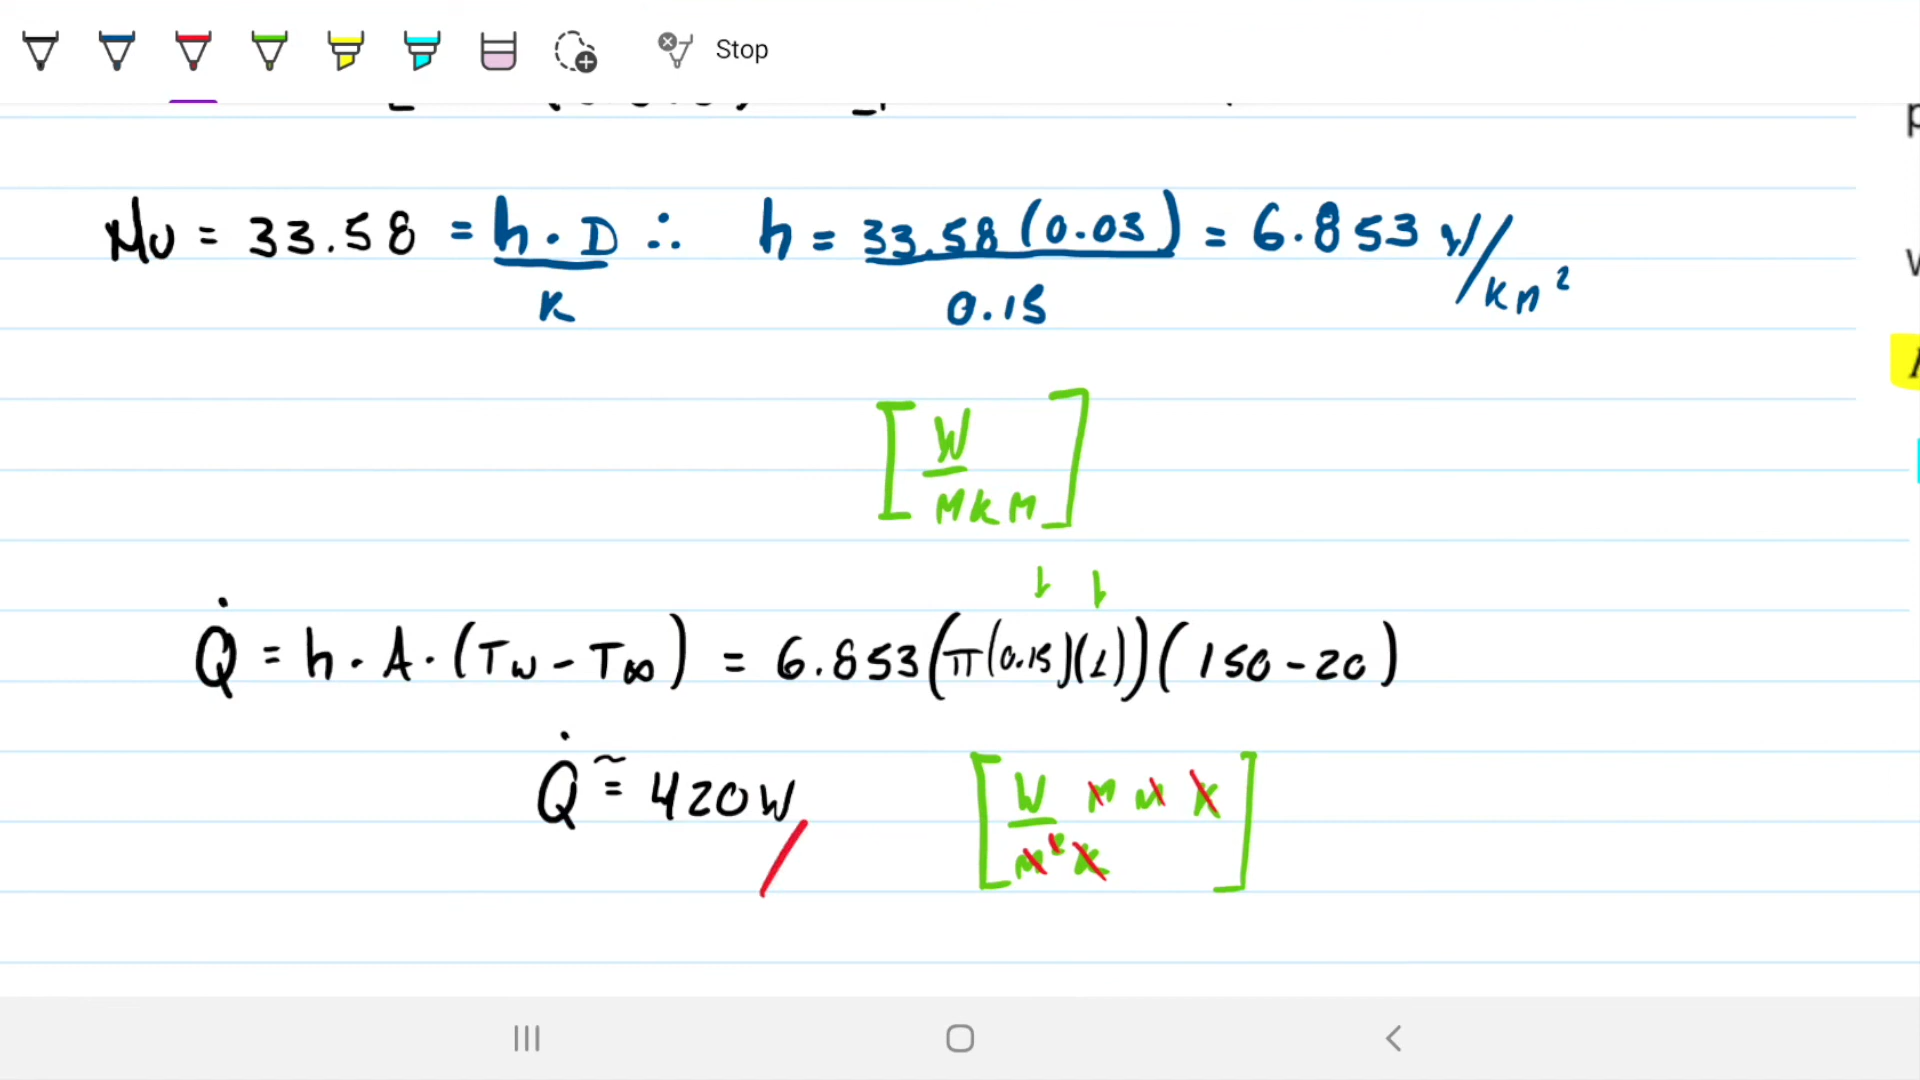 Stop
Nu = 33.58 = h · D / K ∴ h = 33.58 (0.03) / 0.15 = 6.853 W/Km²
[W / M K M]
Q̇ = h · A · (Tw - T∞) = 6.853 (π(0.15)(1)) (150 - 20)
Q̇ ≅ 420W
[W M M K / M² K]